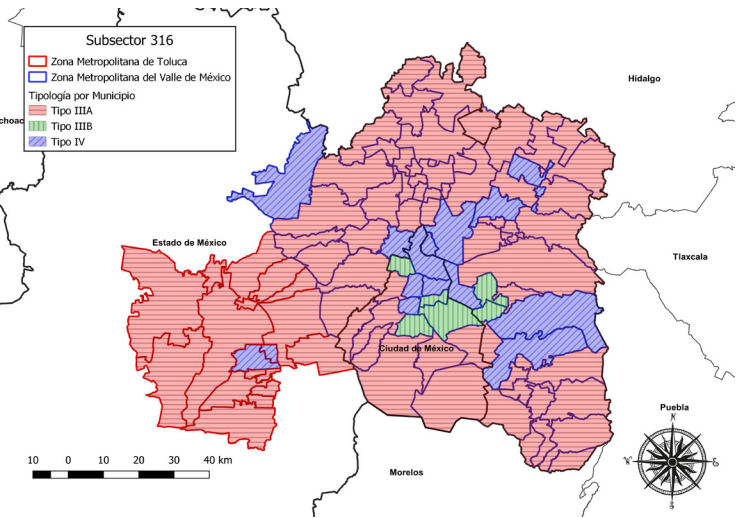 Subsector 316
Zona Metropolitana de Toluca
Zona Metropolitana del Valle de México
Tipología por Municipio
Tipo IIIA
Tipo IIIB
Tipo IV
choac
Hidalgo
Estado de México
Tlaxcala
Ciudad de México
Puebla
Morelos
N
S
10 0 10 20 30 40 km